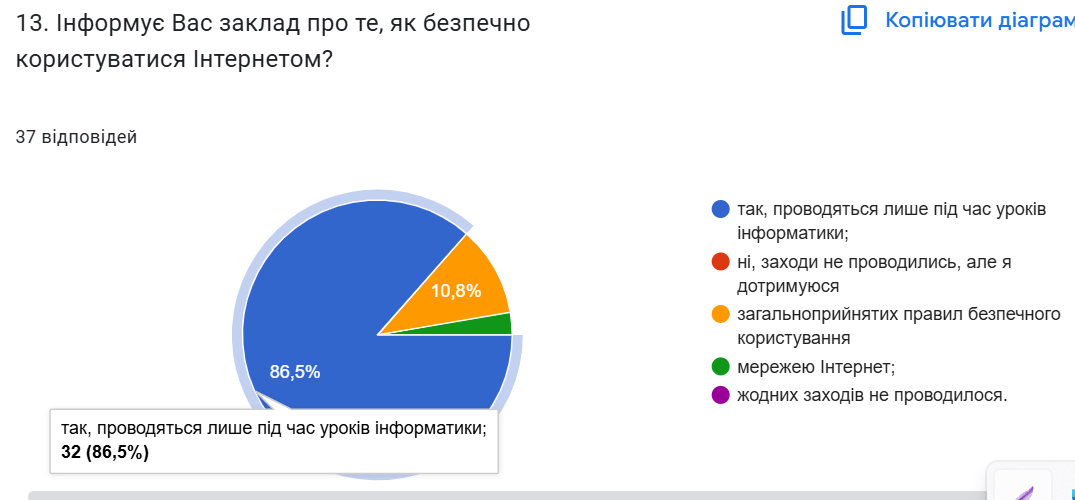 13. Інформує Вас заклад про те, як безпечно
користуватися Інтернетом?
Копіювати діаграм
37 відповідей
так, проводяться лише під час уроків
інформатики;
ні, заходи не проводились, але я
дотримуюся
загальноприйнятих правил безпечного
користування
мережею Інтернет;
жодних заходів не проводилося.
10,8%
86,5%
так, проводяться лише під час уроків інформатики;
32 (86,5%)